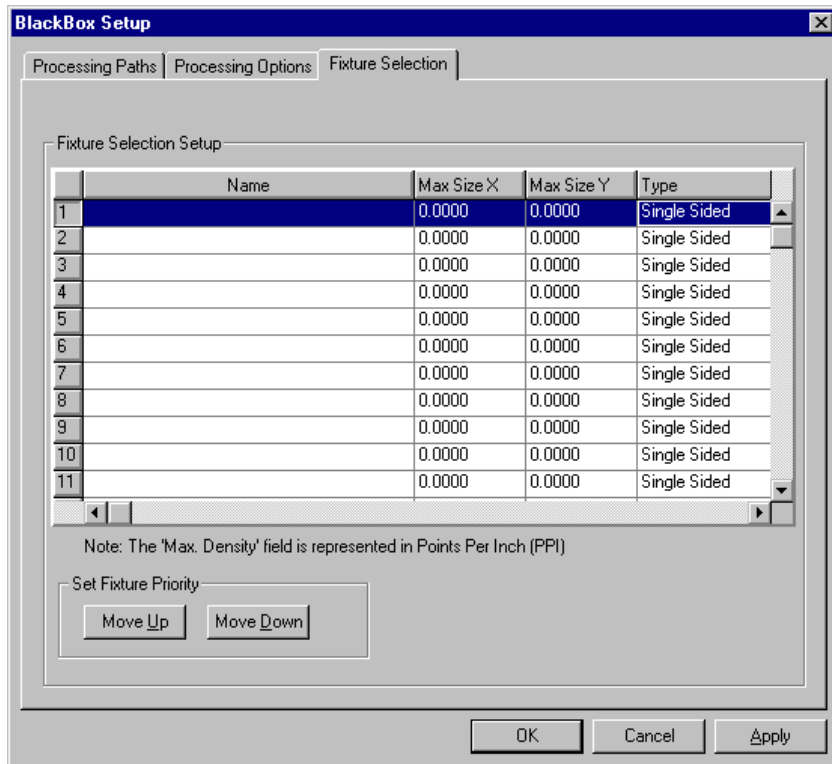 BlackBox Setup
Processing Paths Processing Options Fixture Selection
Fixture Selection Setup
Name Max Size X Max Size Y Type
1 0.0000 0.0000 Single Sided
2 0.0000 0.0000 Single Sided
3 0.0000 0.0000 Single Sided
4 0.0000 0.0000 Single Sided
5 0.0000 0.0000 Single Sided
6 0.0000 0.0000 Single Sided
7 0.0000 0.0000 Single Sided
8 0.0000 0.0000 Single Sided
9 0.0000 0.0000 Single Sided
10 0.0000 0.0000 Single Sided
11 0.0000 0.0000 Single Sided
Note: The 'Max. Density' field is represented in Points Per Inch (PPI)
Set Fixture Priority
Move Up Move Down
OK Cancel Apply